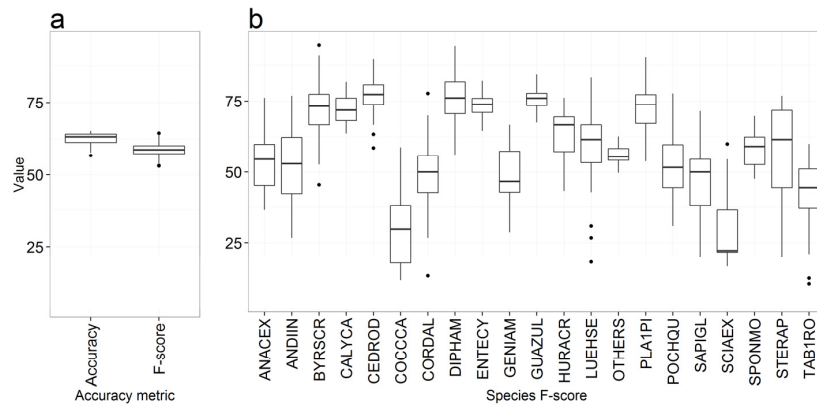 a
b
Value
75
50
25
75
50
25
Accuracy
F-score
ANACEX
ANDIIN
BYRSCR
CALYCA
CEDROD
COCCCA
CORDAL
DIPHAM
ENTECY
GENIAM
GUAZUL
HURACR
LUEHSE
OTHERS
PLA1PI
POCHQU
SAPIGL
SCIAEX
SPONMO
STERAP
TAB1RO
Accuracy metric
Species F-score